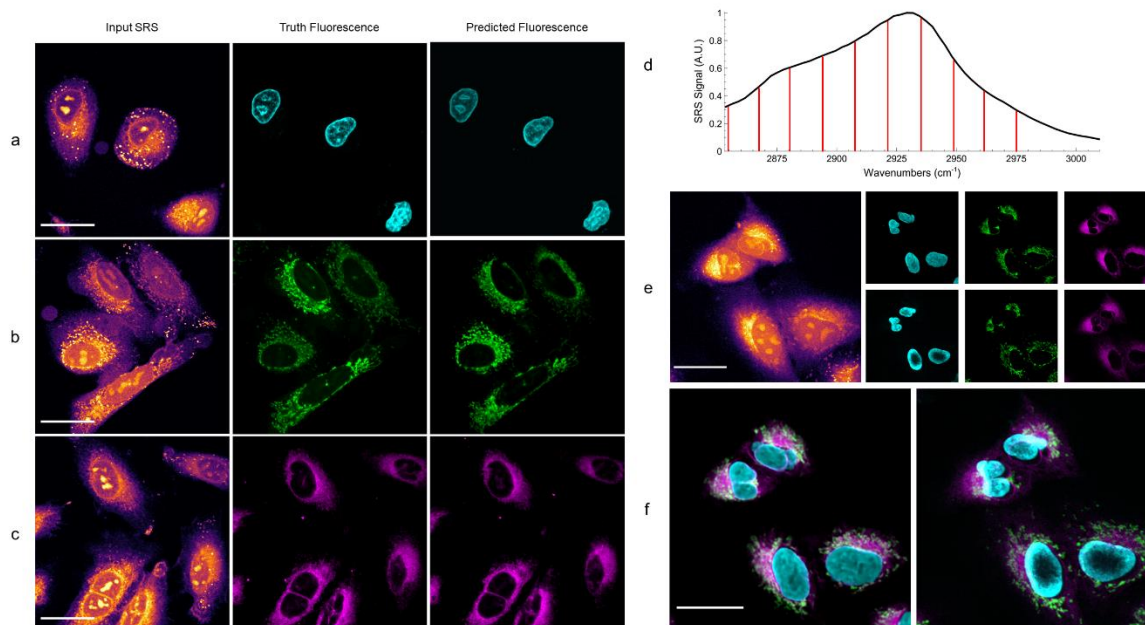 Input SRS
Truth Fluorescence
Predicted Fluorescence
a
b
c
d
SRS Signal (A.U.)
1
0.8
0.6
0.4
0.2
0
2875
2900
2925
2950
2975
3000
Wavenumbers (cm⁻¹)
e
f